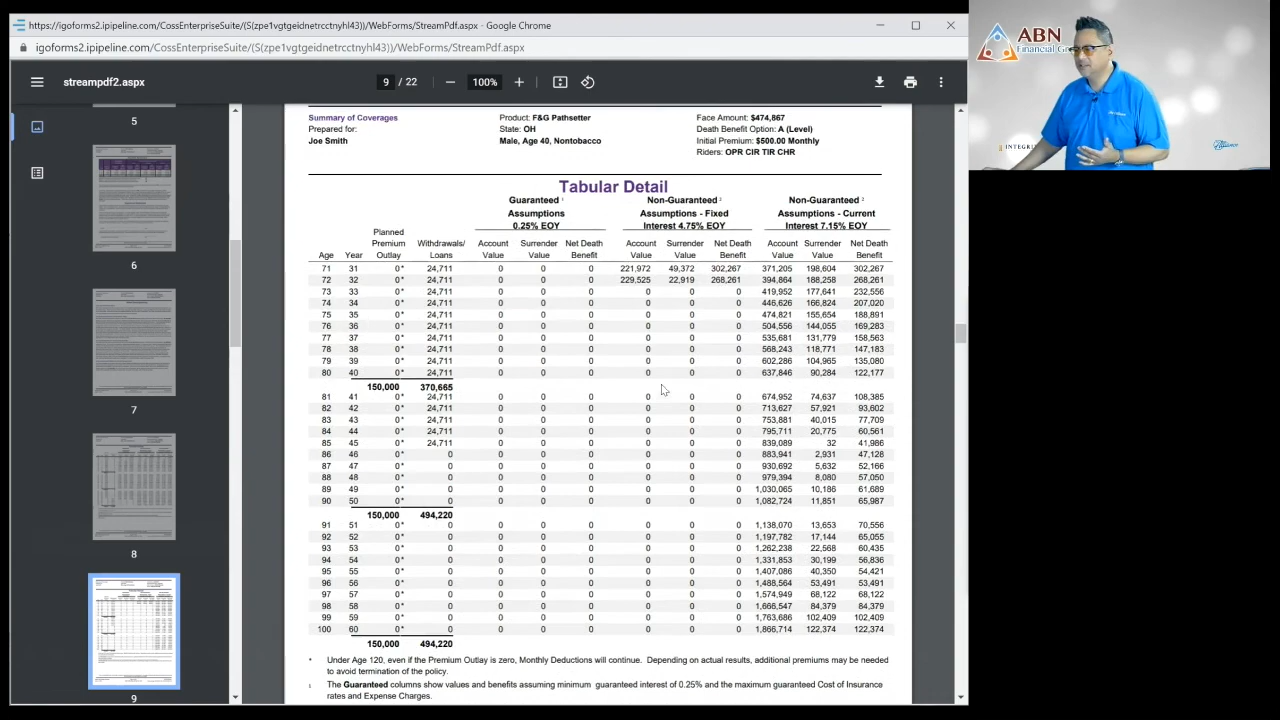 https://igoforms2.ipipeline.com/CossEnterpriseSuite/(S(zpe1vgtgeidnetrcctnyhl43))/WebForms/StreamPdf.aspx - Google Chrome
igoforms2.ipipeline.com/CossEnterpriseSuite/(S(zpe1vgtgeidnetrcctnyhl43))/WebForms/StreamPdf.aspx
streampdf2.aspx
9 / 22
100%
ABN
Financial Gr
INTEGRIT
5
6
7
8
9
Summary of Coverages Product: F&G Pathsetter Face Amount: $474,867
Prepared for: State: OH Death Benefit Option: A (Level)
Joe Smith Male, Age 40, Nontobacco Initial Premium: $500.00 Monthly
Riders: OPR CIR TIR CHR
Tabular Detail
Guaranteed 1 Non-Guaranteed 2 Non-Guaranteed 2
Assumptions Assumptions - Fixed Assumptions - Current
0.25% EOY Interest 4.75% EOY Interest 7.15% EOY
Planned
Premium Withdrawals/ Account Surrender Net Death Account Surrender Net Death Account Surrender Net Death
Age Year Outlay Loans Value Value Benefit Value Value Benefit Value Value Benefit
71 31 0* 24,711 0 0 0 221,972 49,372 302,267 371,205 198,604 302,267
72 32 0* 24,711 0 0 0 229,525 22,919 268,261 394,864 188,258 268,261
73 33 0* 24,711 0 0 0 0 0 0 419,952 177,641 232,556
74 34 0* 24,711 0 0 0 0 0 0 446,626 166,824 207,020
75 35 0* 24,711 0 0 0 0 0 0 474,821 155,654 188,891
76 36 0* 24,711 0 0 0 0 0 0 504,556 144,055 169,283
77 37 0* 24,711 0 0 0 0 0 0 535,681 131,779 158,563
78 38 0* 24,711 0 0 0 0 0 0 568,243 118,771 147,183
79 39 0* 24,711 0 0 0 0 0 0 602,286 104,965 135,080
80 40 0* 24,711 0 0 0 0 0 0 637,846 90,284 122,177
150,000 370,665
81 41 0* 24,711 0 0 0 0 0 0 674,952 74,637 108,385
82 42 0* 24,711 0 0 0 0 0 0 713,627 57,921 93,602
83 43 0* 24,711 0 0 0 0 0 0 753,881 40,015 77,709
84 44 0* 24,711 0 0 0 0 0 0 795,711 20,775 60,561
85 45 0* 24,711 0 0 0 0 0 0 839,089 32 41,986
86 46 0* 0 0 0 0 0 0 0 883,941 2,931 47,128
87 47 0* 0 0 0 0 0 0 0 930,692 5,632 52,166
88 48 0* 0 0 0 0 0 0 0 979,394 8,080 57,050
89 49 0* 0 0 0 0 0 0 0 1,030,065 10,186 61,689
90 50 0* 0 0 0 0 0 0 0 1,082,724 11,851 65,987
150,000 494,220
91 51 0* 0 0 0 0 0 0 0 1,138,070 13,653 70,556
92 52 0* 0 0 0 0 0 0 0 1,197,782 17,144 65,055
93 53 0* 0 0 0 0 0 0 0 1,262,238 22,568 60,435
94 54 0* 0 0 0 0 0 0 0 1,331,853 30,199 56,836
95 55 0* 0 0 0 0 0 0 0 1,407,086 40,350 54,421
96 56 0* 0 0 0 0 0 0 0 1,488,564 53,491 53,491
97 57 0* 0 0 0 0 0 0 0 1,574,949 68,122 68,122
98 58 0* 0 0 0 0 0 0 0 1,666,547 84,379 84,379
99 59 0* 0 0 0 0 0 0 0 1,763,686 102,409 102,409
100 60 0* 0 0 0 0 0 0 0 1,866,714 122,374 122,374
150,000 494,220
* Under Age 120, even if the Premium Outlay is zero, Monthly Deductions will continue. Depending on actual results, additional premiums may be needed
to avoid termination of the policy.
1 The Guaranteed columns show values and benefits assuming minimum guaranteed interest of 0.25% and the maximum guaranteed Cost of Insurance
rates and Expense Charges.